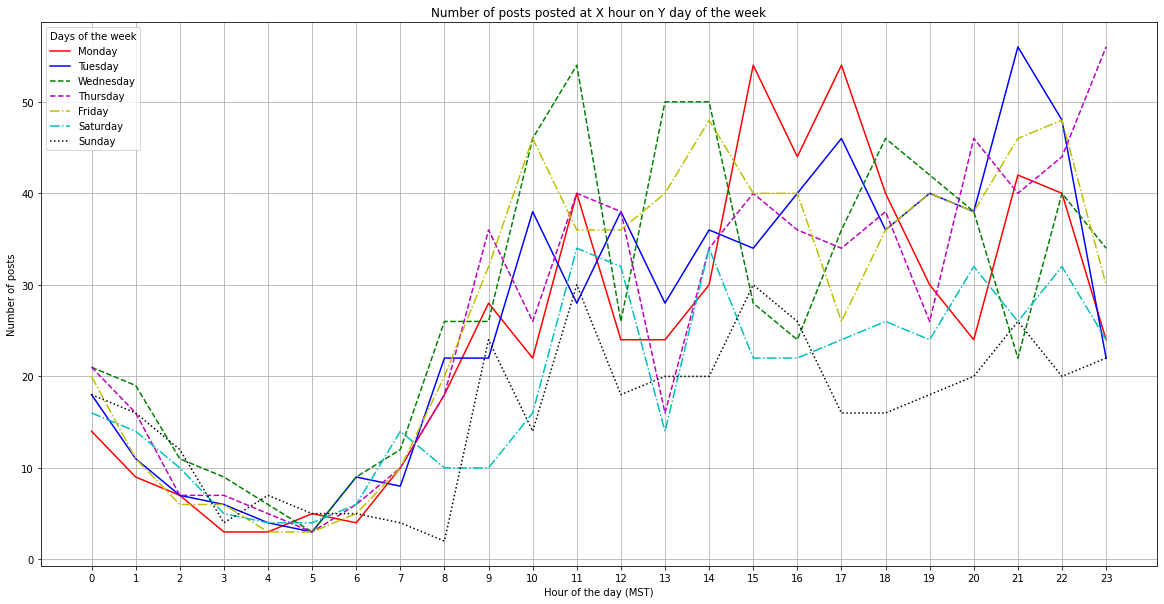 Number of posts posted at X hour on Y day of the week
Days of the week
Monday
Tuesday
Wednesday
Thursday
Friday
Saturday
Sunday
Number of posts
50
40
30
20
10
0
0 1 2 3 4 5 6 7 8 9 10 11 12 13 14 15 16 17 18 19 20 21 22 23
Hour of the day (MST)